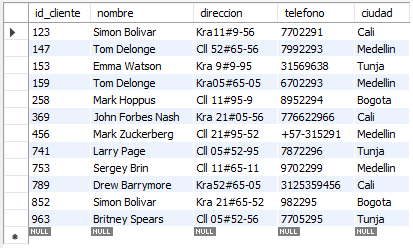 id_cliente nombre direccion telefono ciudad
123 Simon Bolivar Kra11#9-56 7702291 Cali
147 Tom Delonge Cll 52#65-56 7992293 Medellin
153 Emma Watson Kra 9#9-95 31569638 Tunja
159 Tom Delonge Kra05#65-05 6702293 Medellin
258 Mark Hoppus Cll 11#95-9 8952294 Bogota
369 John Forbes Nash Kra 21#05-56 776622966 Cali
456 Mark Zuckerberg Cll 21#95-52 +57-315291 Medellin
741 Larry Page Cll 05#52-95 7872296 Tunja
753 Sergey Brin Cll 11#65-11 9702299 Medellin
789 Drew Barrymore Kra52#65-05 3125359456 Cali
852 Simon Bolivar Kra 21#65-52 982295 Bogota
963 Britney Spears Cll 05#52-56 7705295 Tunja
NULL NULL NULL NULL NULL